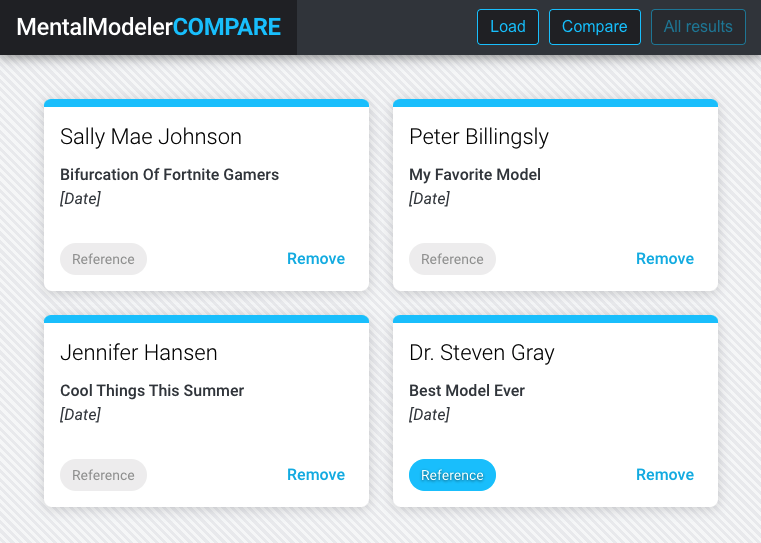 MentalModelerCOMPARE
Load
Compare
All results
Sally Mae Johnson
Bifurcation Of Fortnite Gamers
[Date]
Reference
Remove
Peter Billingsly
My Favorite Model
[Date]
Reference
Remove
Jennifer Hansen
Cool Things This Summer
[Date]
Reference
Remove
Dr. Steven Gray
Best Model Ever
[Date]
Reference
Remove